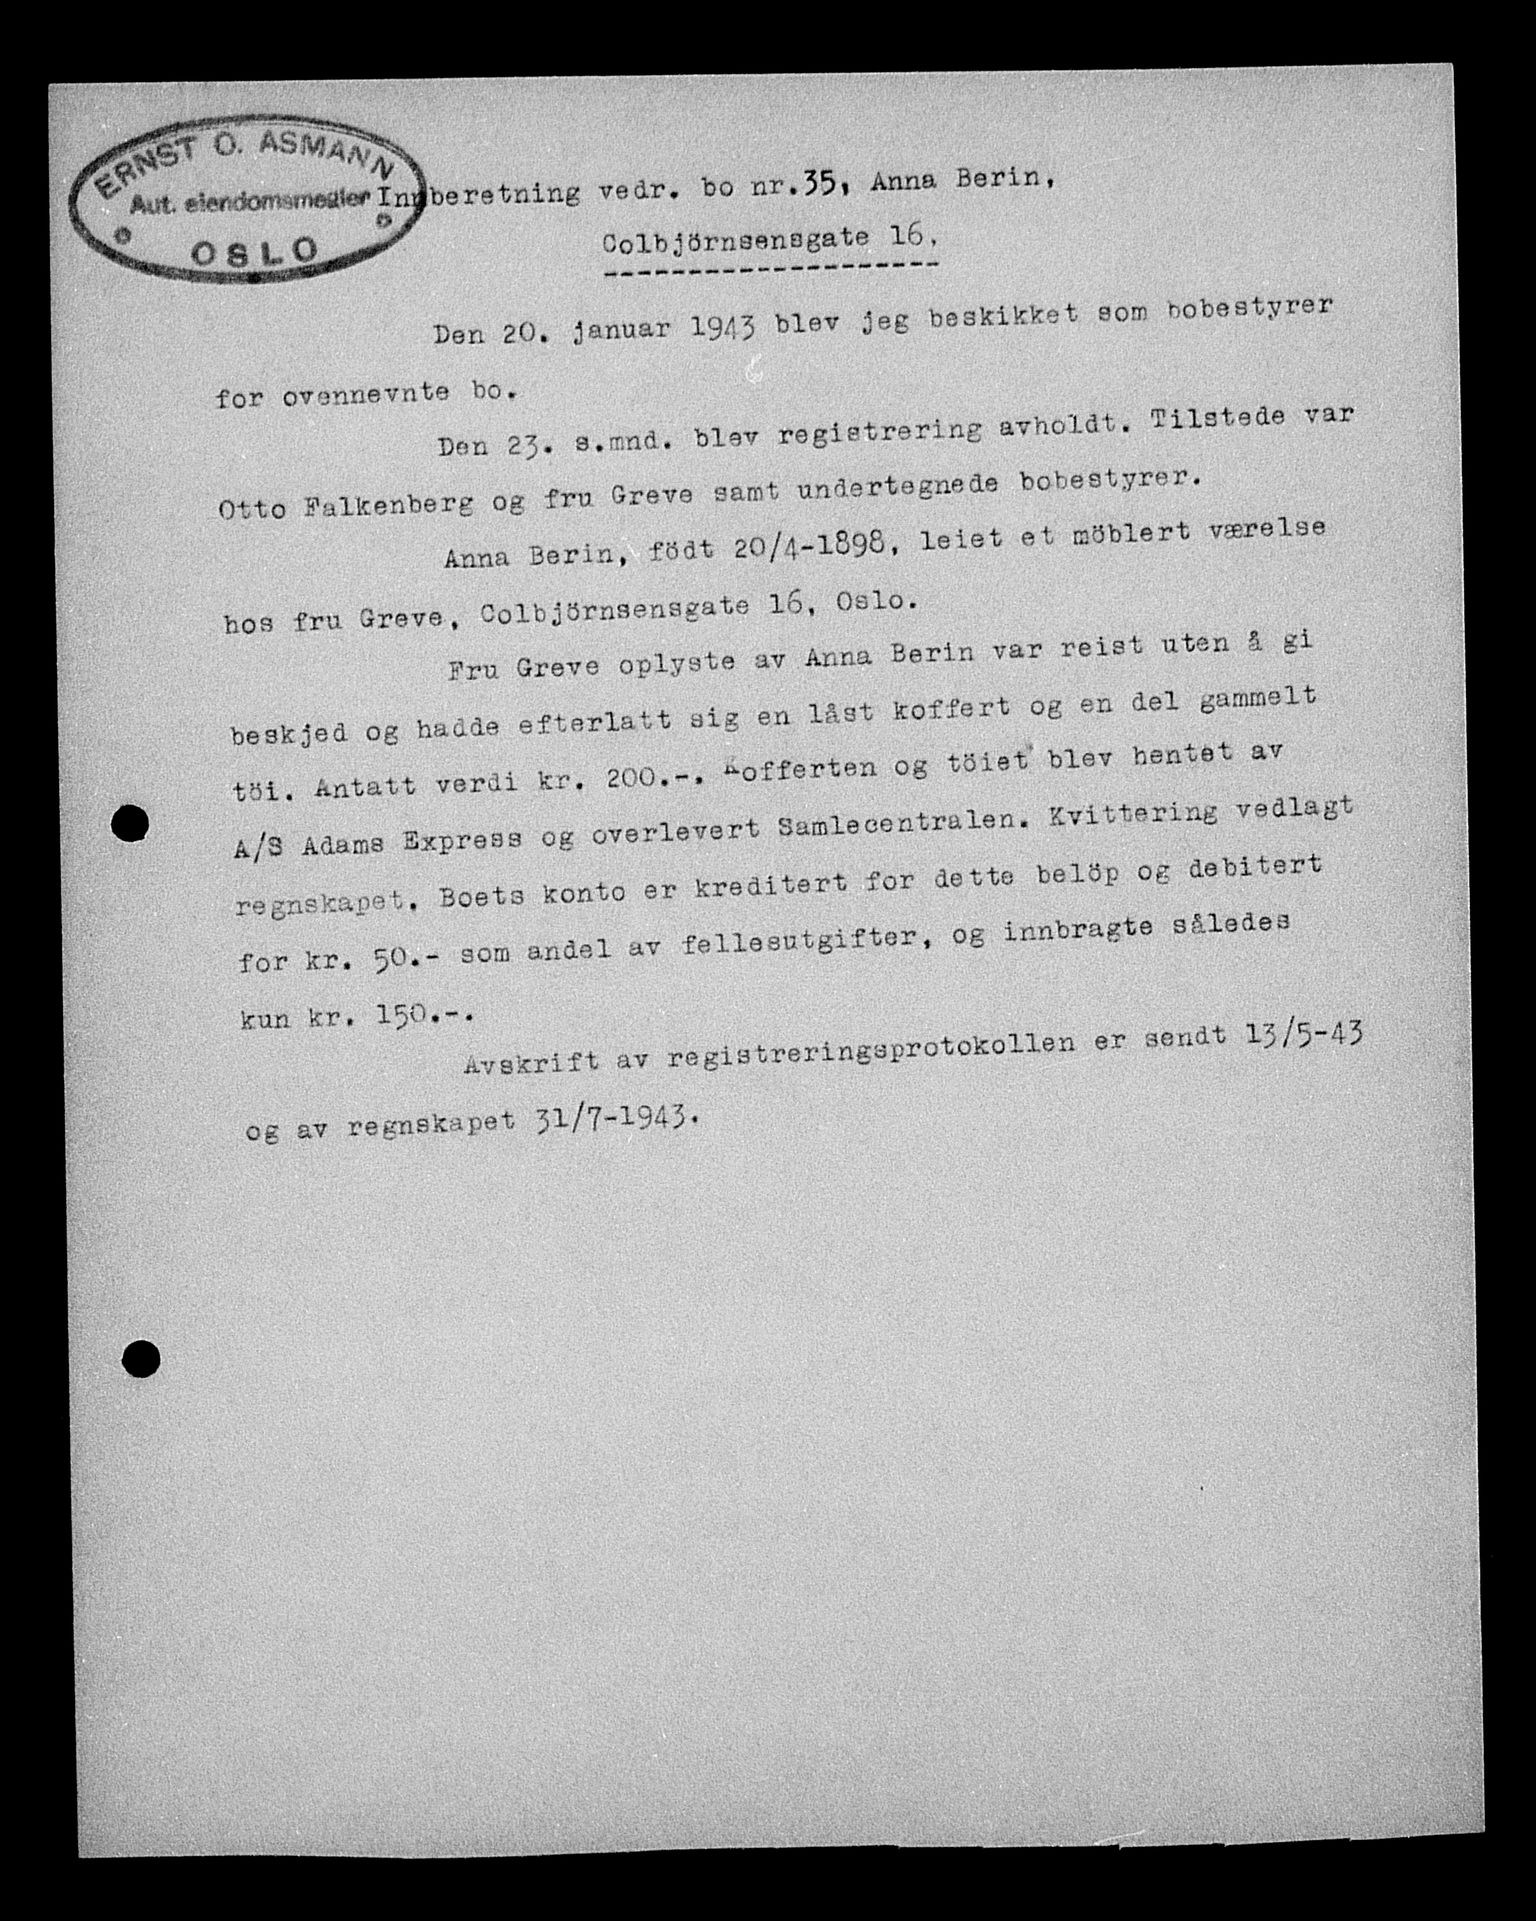 ERNST O. ASMANN
Aut. eiendomsmegler
OSLO
Innberetning vedr. bo nr.35, Anna Berin,
Colbjörnsensgate 16,
Den 20. januar 1943 blev jeg beskikket som bobestyrer
for ovennevnte bo.
Den 23. s.mnd. blev registrering avholdt. Tilstede var
Otto Falkenberg og fru Greve samt undertegnede bobestyrer.
Anna Berin, födt 20/4-1898, leiet et möblert værelse
hos fru Greve, Colbjörnsensgate 16, Oslo.
Fru Greve oplyste av Anna Berin var reist uten å gi
beskjed og hadde efterlatt sig en låst koffert og en del gammelt
töi. Antatt verdi kr. 200.-. Kofferten og töiet blev hentet av
A/S Adams Express og overlevert Samlecentralen. Kvittering vedlagt
regnskapet. Boets konto er kreditert for dette belöp og debitert
for kr. 50.- som andel av fellesutgifter, og innbragte således
kun kr. 150.-.
Avskrift av registreringsprotokollen er sendt 13/5-43
og av regnskapet 31/7-1943.